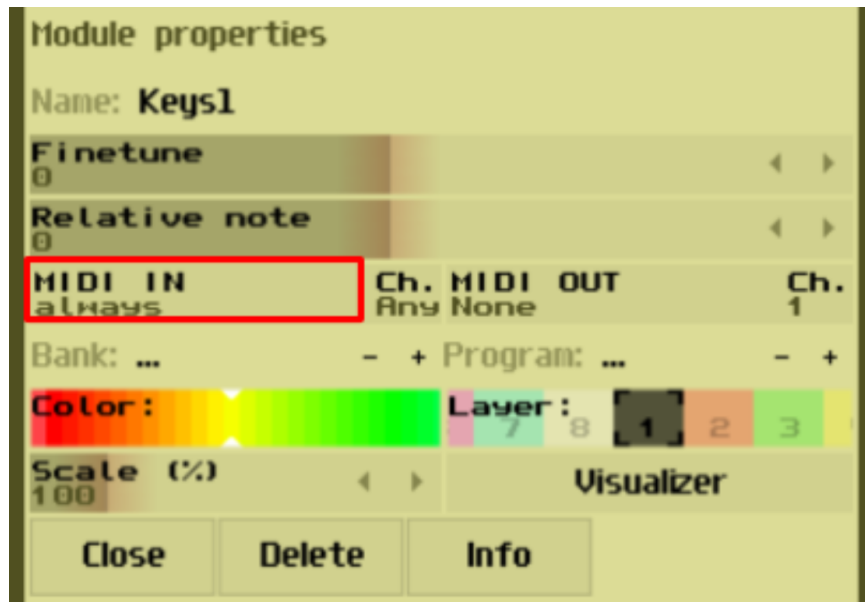 Module properties
Name: Keys1
Finetune
0
Relative note
0
MIDI IN Ch. MIDI OUT Ch.
always Any None 1
Bank: ... - + Program: ... - +
Color: Layer:
7 8 1 2 3
Scale (%)
100
Visualizer
Close Delete Info